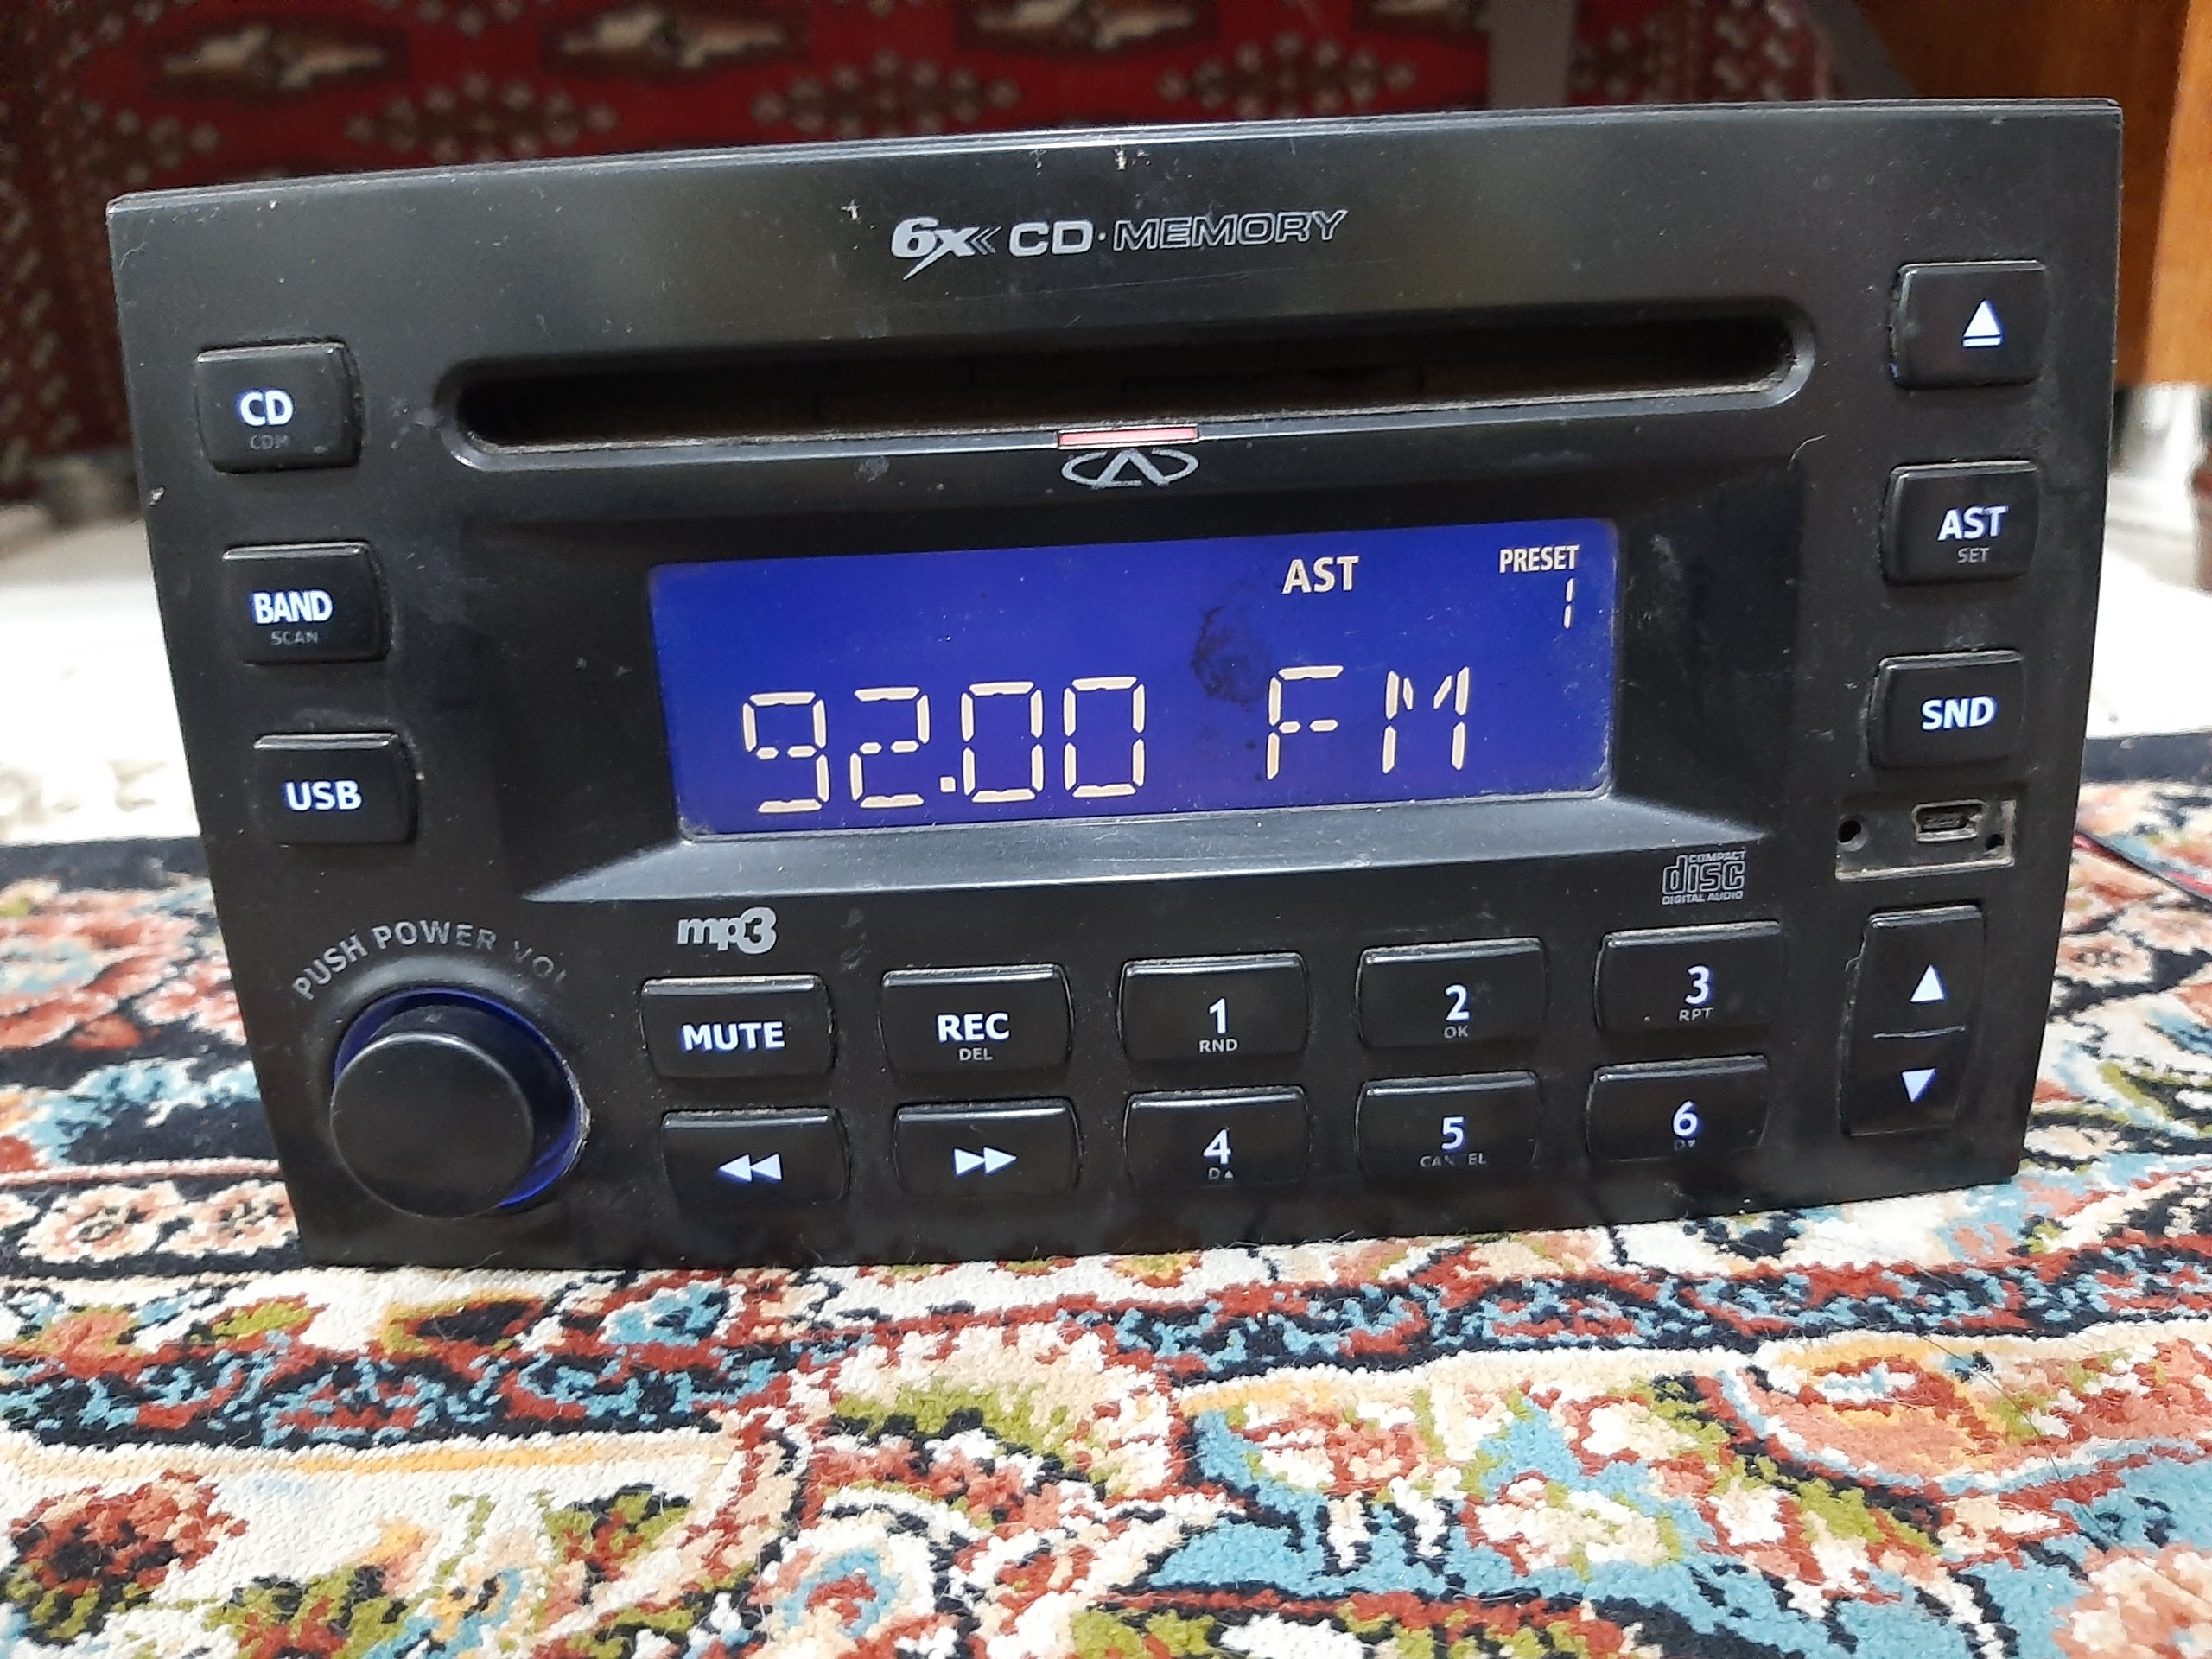 6x CD·MEMORY
CD
CDM
BAND
SCAN
USB
AST
PRESET
1
92.00 FM
AST
SET
SND
COMPACT
disc
DIGITAL AUDIO
PUSH POWER VOL
mp3
MUTE
REC
DEL
1
RND
2
OK
3
RPT
4
D▲
5
CANCEL
6
D▼